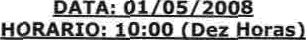 DATA: 01/05/2008
HORARIO: 10:00 (Dez Horas)